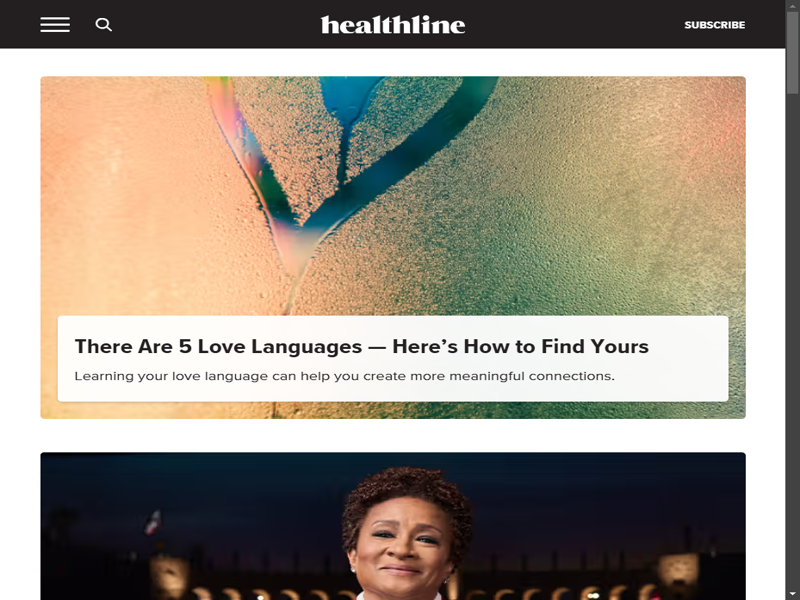 healthline
SUBSCRIBE
There Are 5 Love Languages — Here's How to Find Yours
Learning your love language can help you create more meaningful connections.